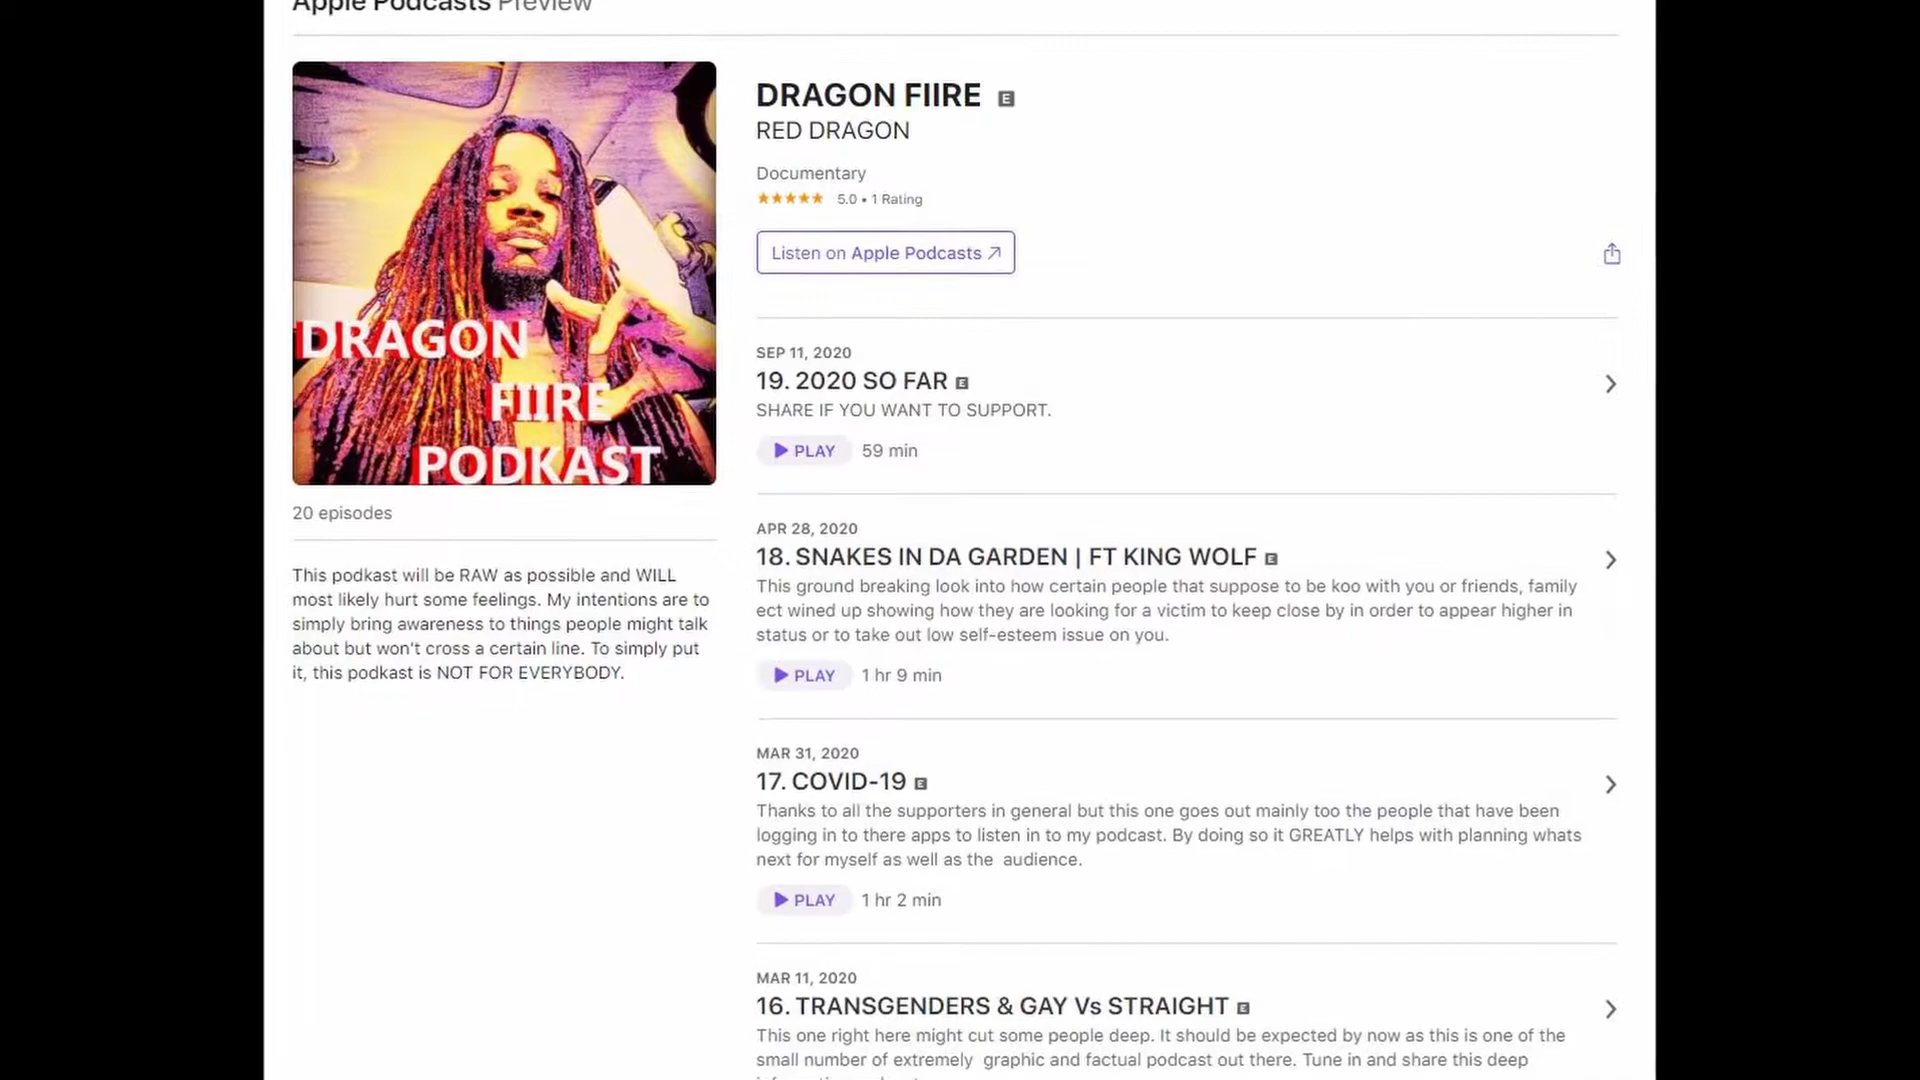 Apple Podcasts Preview
DRAGON
FIIRE
PODKAST
20 episodes
This podkast will be RAW as possible and WILL
most likely hurt some feelings. My intentions are to
simply bring awareness to things people might talk
about but won't cross a certain line. To simply put
it, this podkast is NOT FOR EVERYBODY.
DRAGON FIIRE E
RED DRAGON
Documentary
★★★★★ 5.0 • 1 Rating
Listen on Apple Podcasts ↗
SEP 11, 2020
19. 2020 SO FAR E
SHARE IF YOU WANT TO SUPPORT.
PLAY 59 min
APR 28, 2020
18. SNAKES IN DA GARDEN | FT KING WOLF E
This ground breaking look into how certain people that suppose to be koo with you or friends, family
ect wined up showing how they are looking for a victim to keep close by in order to appear higher in
status or to take out low self-esteem issue on you.
PLAY 1 hr 9 min
MAR 31, 2020
17. COVID-19 E
Thanks to all the supporters in general but this one goes out mainly too the people that have been
logging in to there apps to listen in to my podcast. By doing so it GREATLY helps with planning whats
next for myself as well as the audience.
PLAY 1 hr 2 min
MAR 11, 2020
16. TRANSGENDERS & GAY Vs STRAIGHT E
This one right here might cut some people deep. It should be expected by now as this is one of the
small number of extremely graphic and factual podcast out there. Tune in and share this deep